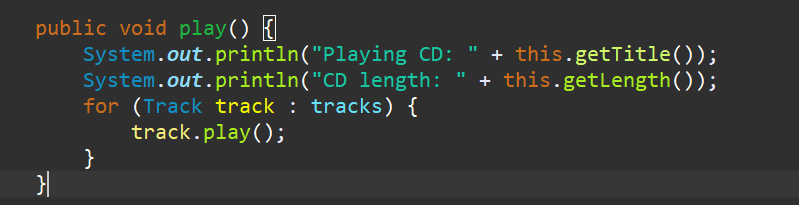 public void play() {
    System.out.println("Playing CD: " + this.getTitle());
    System.out.println("CD length: " + this.getLength());
    for (Track track : tracks) {
        track.play();
    }
}